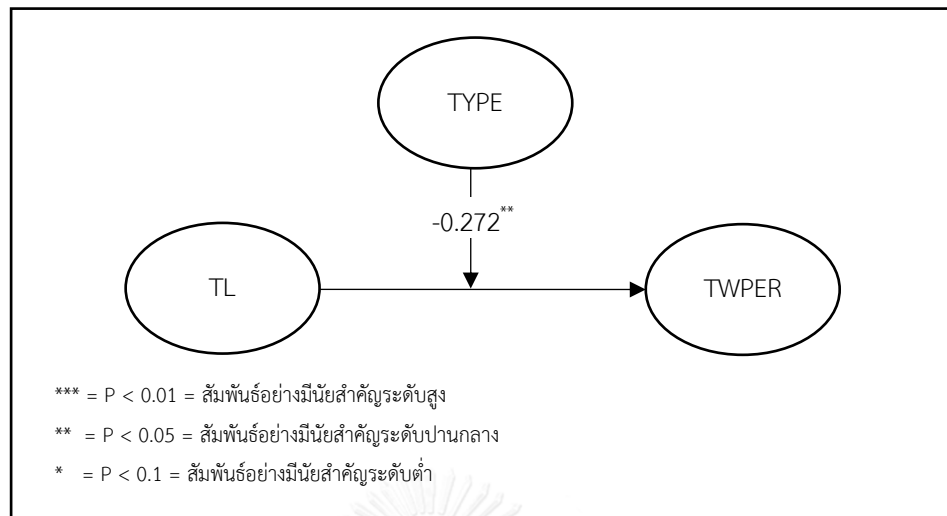 TYPE
-0.272**
TL
TWPER
*** = P < 0.01 = สัมพันธ์อย่างมีนัยสำคัญระดับสูง
** = P < 0.05 = สัมพันธ์อย่างมีนัยสำคัญระดับปานกลาง
* = P < 0.1 = สัมพันธ์อย่างมีนัยสำคัญระดับต่ำ